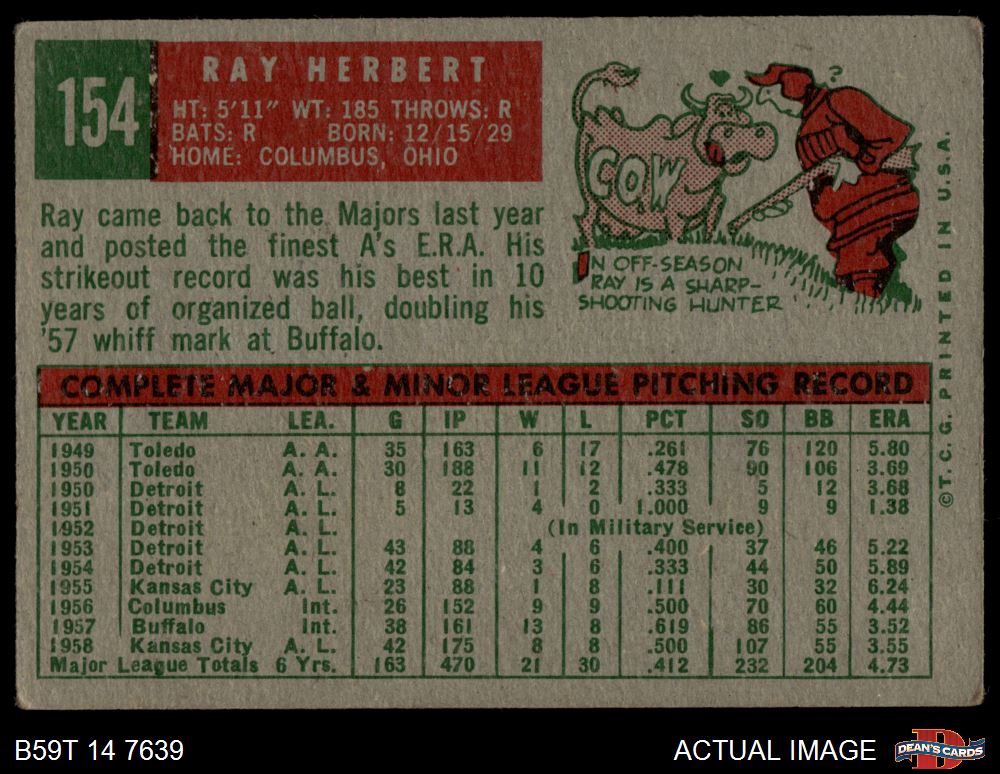 154
RAY HERBERT
HT: 5'11" WT: 185 THROWS: R
BATS: R BORN: 12/15/29
HOME: COLUMBUS, OHIO
Ray came back to the Majors last year
and posted the finest A's E.R.A. His
strikeout record was his best in 10
years of organized ball, doubling his
'57 whiff mark at Buffalo.
?
COW
IN OFF-SEASON
RAY IS A SHARP-
SHOOTING HUNTER
©T. C. G. PRINTED IN U.S.A.
COMPLETE MAJOR & MINOR LEAGUE PITCHING RECORD
YEAR TEAM LEA. G IP W L PCT SO BB ERA
1949 Toledo A. A. 35 163 6 17 .261 76 120 5.80
1950 Toledo A. A. 30 188 11 12 .478 90 106 3.69
1950 Detroit A. L. 8 22 1 2 .333 5 12 3.68
1951 Detroit A. L. 5 13 4 0 1.000 9 9 1.38
1952 Detroit A. L. (In Military Service)
1953 Detroit A. L. 43 88 4 6 .400 37 46 5.22
1954 Detroit A. L. 42 84 3 6 .333 44 50 5.89
1955 Kansas City A. L. 23 88 1 8 .111 30 32 6.24
1956 Columbus Int. 26 152 9 9 .500 70 60 4.44
1957 Buffalo Int. 38 161 13 8 .619 86 55 3.52
1958 Kansas City A. L. 42 175 8 8 .500 107 55 3.55
Major League Totals 6 Yrs. 163 470 21 30 .412 232 204 4.73
B59T 14 7639
ACTUAL IMAGE
D
DEAN'S CARDS